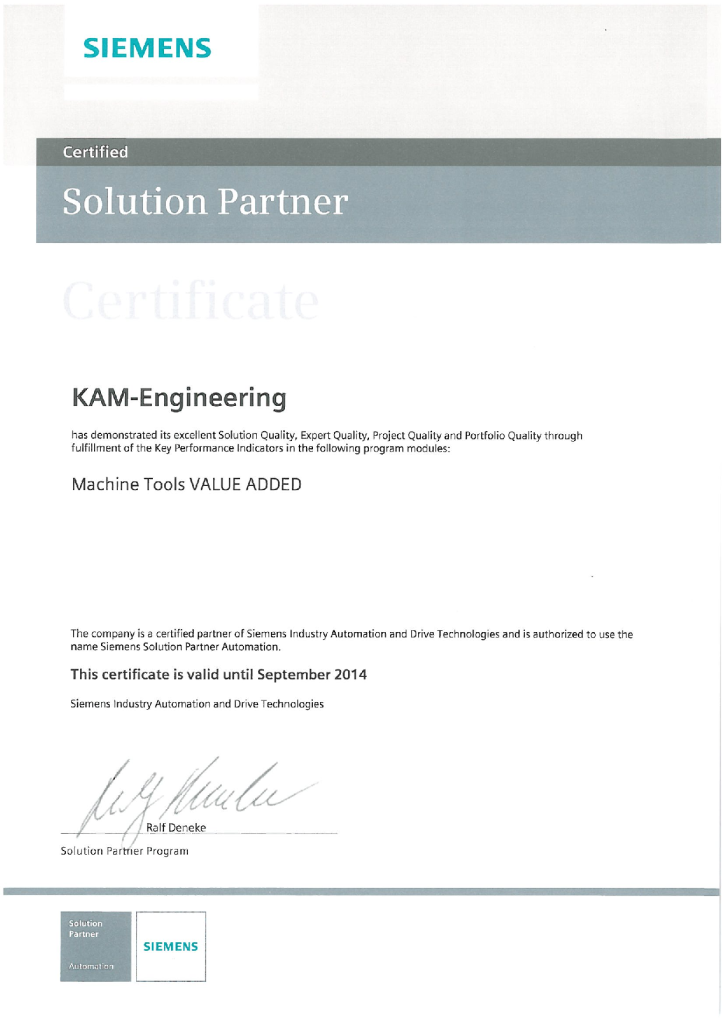 SIEMENS
Certified
Solution Partner
Certificate
KAM-Engineering
has demonstrated its excellent Solution Quality, Expert Quality, Project Quality and Portfolio Quality through
fulfillment of the Key Performance Indicators in the following program modules:
Machine Tools VALUE ADDED
The company is a certified partner of Siemens Industry Automation and Drive Technologies and is authorized to use the
name Siemens Solution Partner Automation.
This certificate is valid until September 2014
Siemens Industry Automation and Drive Technologies
Ralf Deneke
Solution Partner Program
Solution
Partner
Automation
SIEMENS